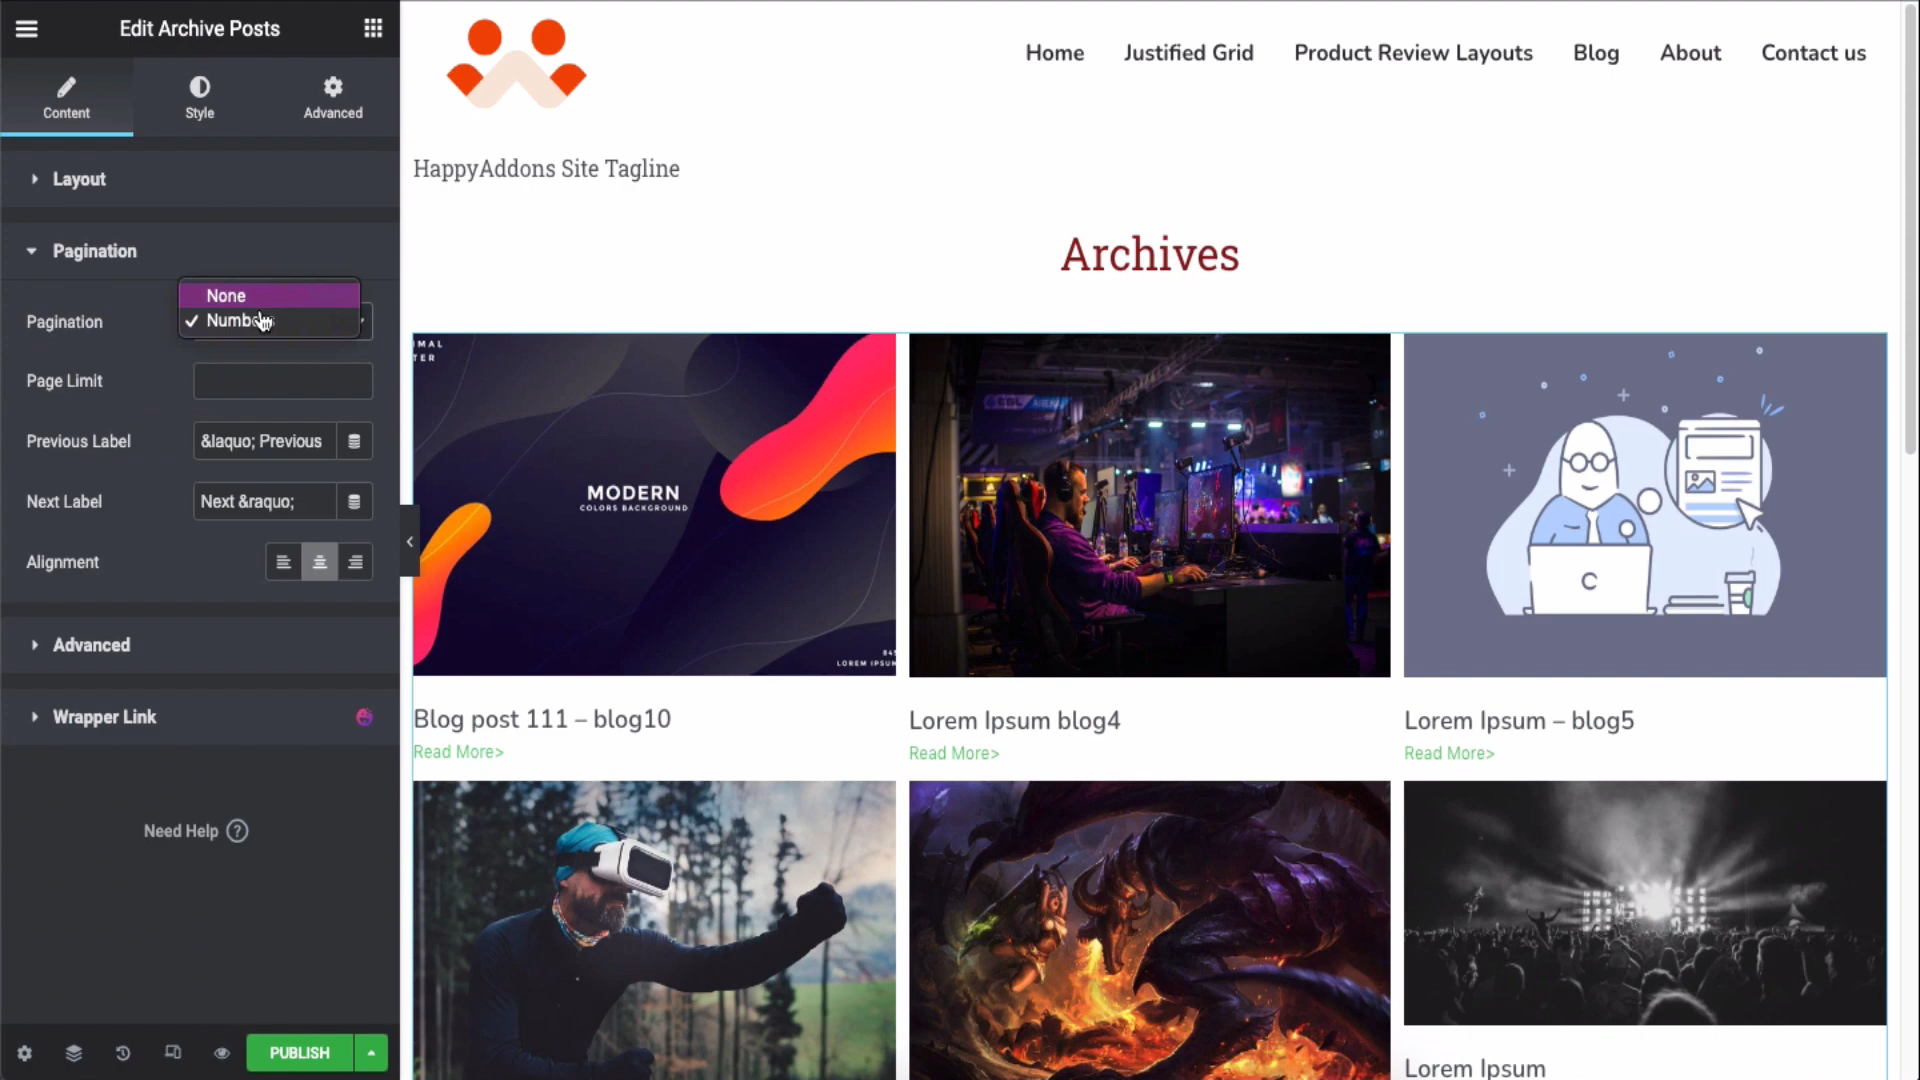 Edit Archive Posts
Content
Style
Advanced
Layout
Pagination
Pagination
None
Page Limit
Previous Label
&laquo; Previous
Next Label
Next &raquo;
Alignment
Advanced
Wrapper Link
Need Help ?
PUBLISH
Home
Justified Grid
Product Review Layouts
Blog
About
Contact us
HappyAddons Site Tagline
Archives
MODERN
COLORS BACKGROUND
LOREM IPSUM
C
Blog post 111 – blog10
Read More>
Lorem Ipsum blog4
Read More>
Lorem Ipsum – blog5
Read More>
Lorem Ipsum